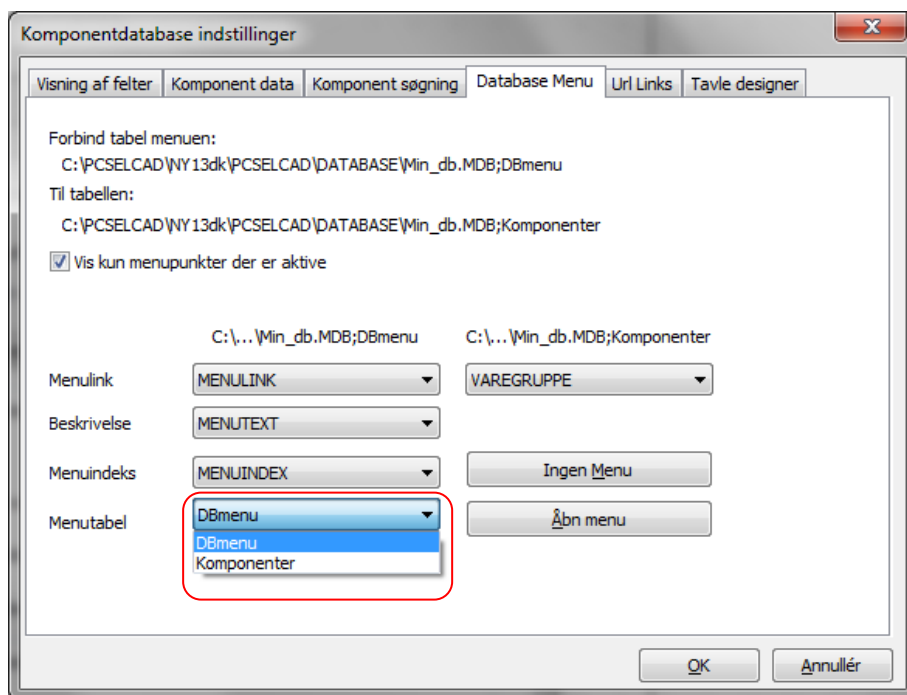 Komponentdatabase indstillinger
Visning af felter Komponent data Komponent søgning Database Menu Url Links Tavle designer
Forbind tabel menuen:
C:\PCSELCAD\NY13dk\PCSELCAD\DATABASE\Min_db.MDB;DBmenu
Til tabellen:
C:\PCSELCAD\NY13dk\PCSELCAD\DATABASE\Min_db.MDB;Komponenter
Vis kun menupunkter der er aktive
C:\...\Min_db.MDB;DBmenu C:\...\Min_db.MDB;Komponenter
Menulink MENULINK VAREGRUPPE
Beskrivelse MENUTEXT
Menuindeks MENUINDEX Ingen Menu
Menutabel DBmenu Åbn menu
DBmenu
Komponenter
OK Annullér